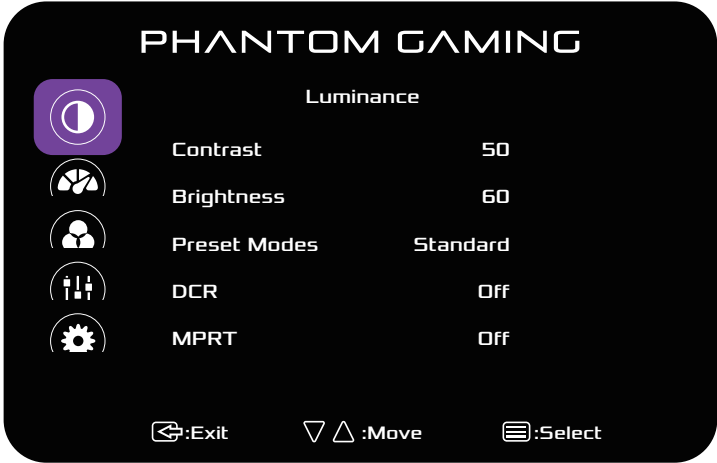 PHANTOM GAMING
Luminance
Contrast 50
Brightness 60
Preset Modes Standard
DCR Off
MPRT Off
:Exit :Move :Select